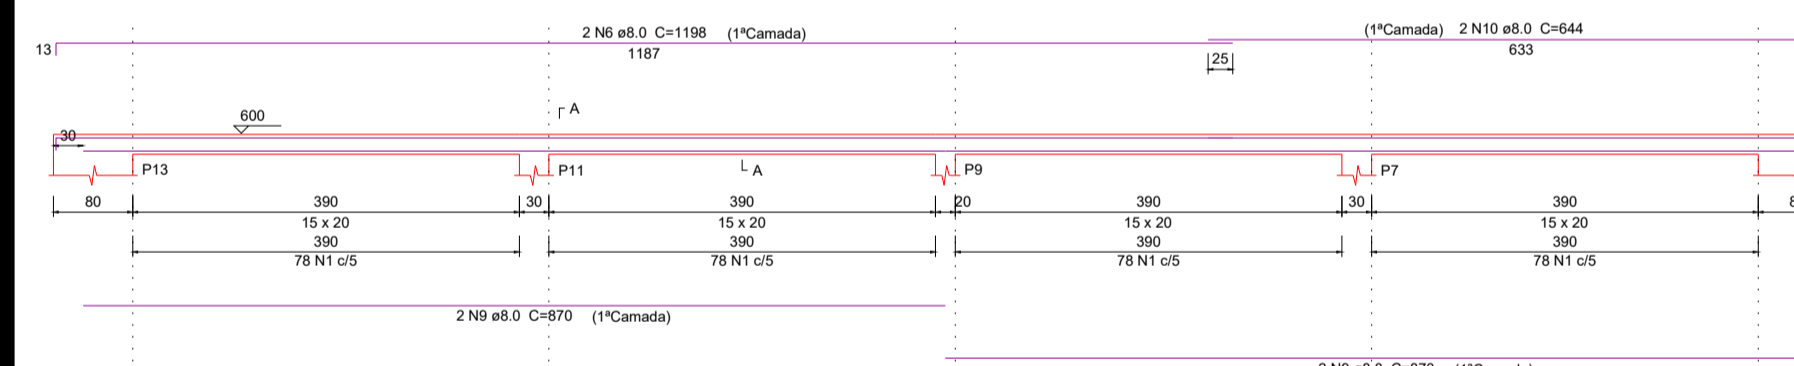 2 N6 ø8.0 C=1198 (1ªCamada)
(1ªCamada) 2 N10 ø8.0 C=644
13
1187
25
633
A
600
30
P13
P11
A
P9
P7
80
390
30
390
20
390
30
390
8
15 x 20
15 x 20
15 x 20
15 x 20
390
390
390
390
78 N1 c/5
78 N1 c/5
78 N1 c/5
78 N1 c/5
2 N9 ø8.0 C=870 (1ªCamada)